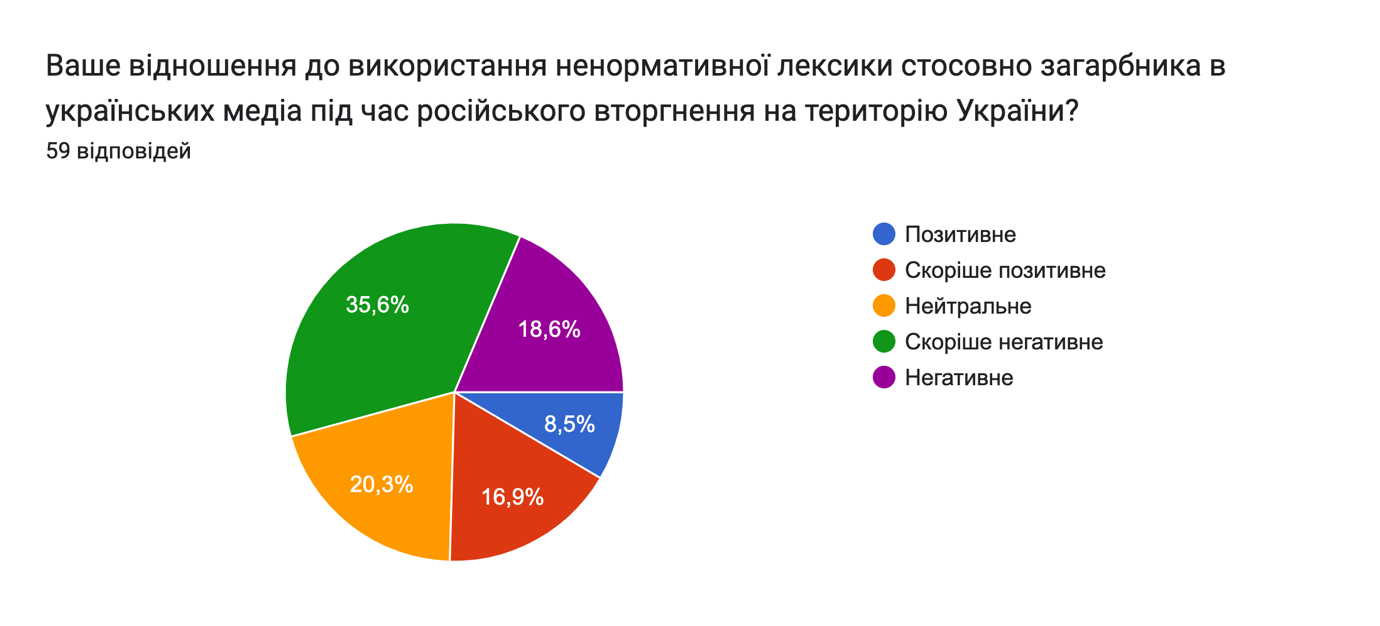 Ваше відношення до використання ненормативної лексики стосовно загарбника в
українських медіа під час російського вторгнення на територію України?
59 відповідей
35,6%
18,6%
8,5%
20,3%
16,9%
Позитивне
Скоріше позитивне
Нейтральне
Скоріше негативне
Негативне